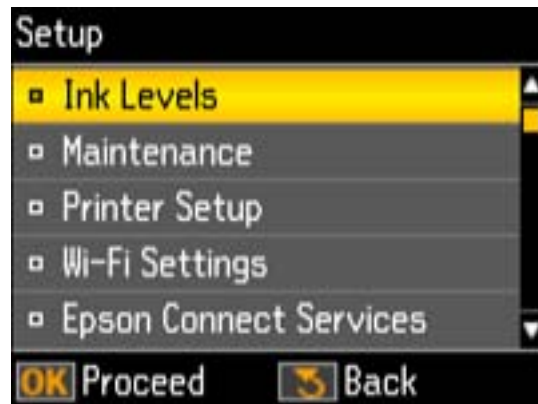 Setup
Ink Levels
Maintenance
Printer Setup
Wi-Fi Settings
Epson Connect Services
OK Proceed Back